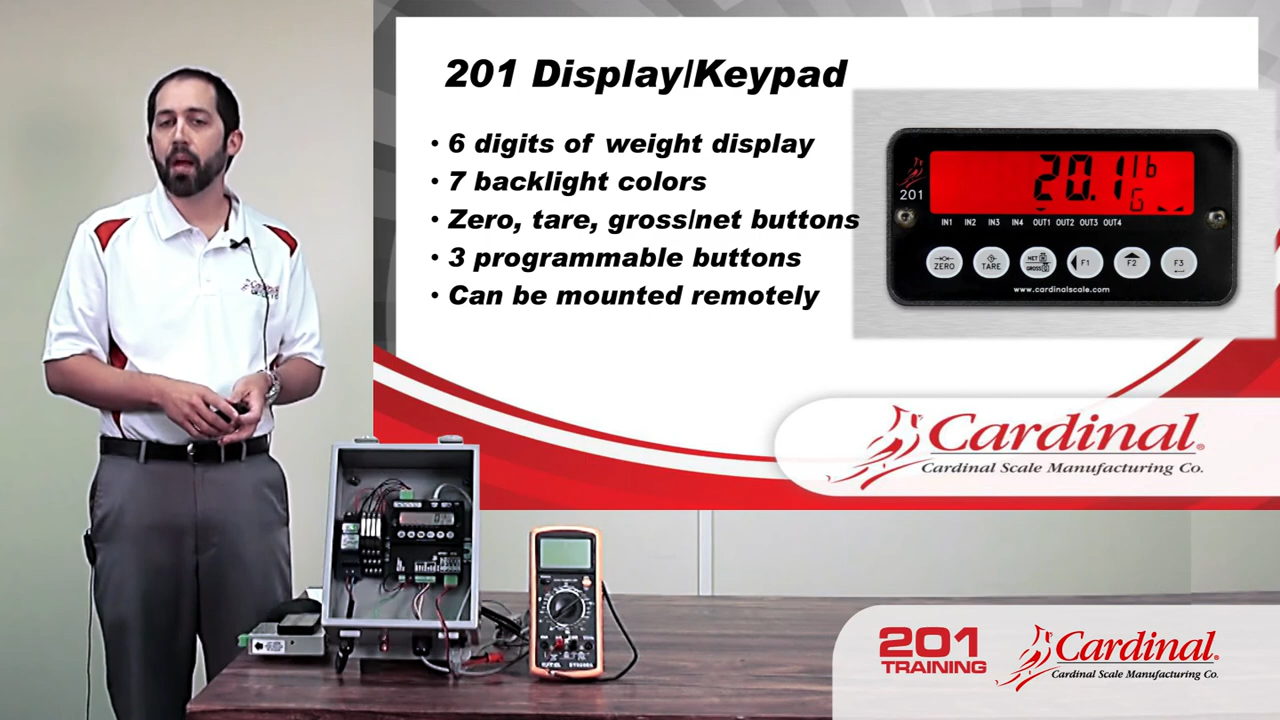 201 Display/Keypad
• 6 digits of weight display
• 7 backlight colors
• Zero, tare, gross/net buttons
• 3 programmable buttons
• Can be mounted remotely
201
20.1 lb
G
IN1 IN2 IN3 IN4 OUT1 OUT2 OUT3 OUT4
ZERO
TARE
NET
GROSS
F1
F2
F3
www.cardinalscale.com
Cardinal®
Cardinal Scale Manufacturing Co.
201
TRAINING
Cardinal®
Cardinal Scale Manufacturing Co.